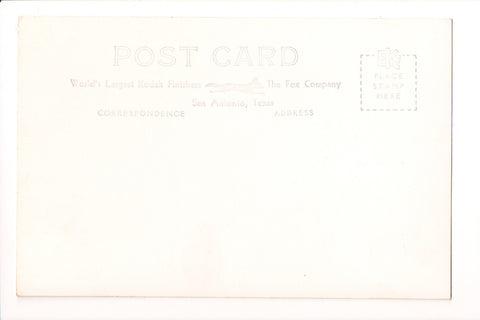 POST CARD
World's Largest Kodak Finishers The Fox Company
San Antonio, Texas
CORRESPONDENCE ADDRESS
PLACE
STAMP
HERE